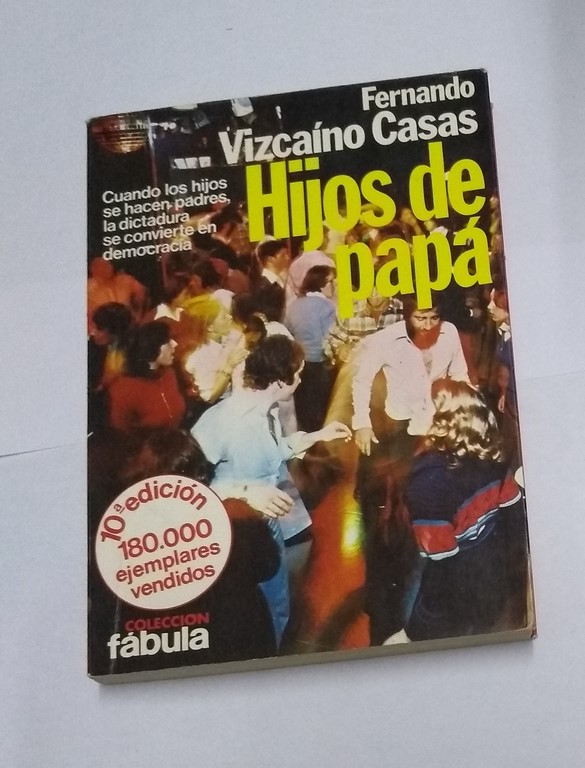 Fernando
Vizcaíno Casas
Hijos de
papá
Cuando los hijos
se hacen padres,
la dictadura
se convierte en
democracia
10ª edición
180.000
ejemplares
vendidos
COLECCION
fábula